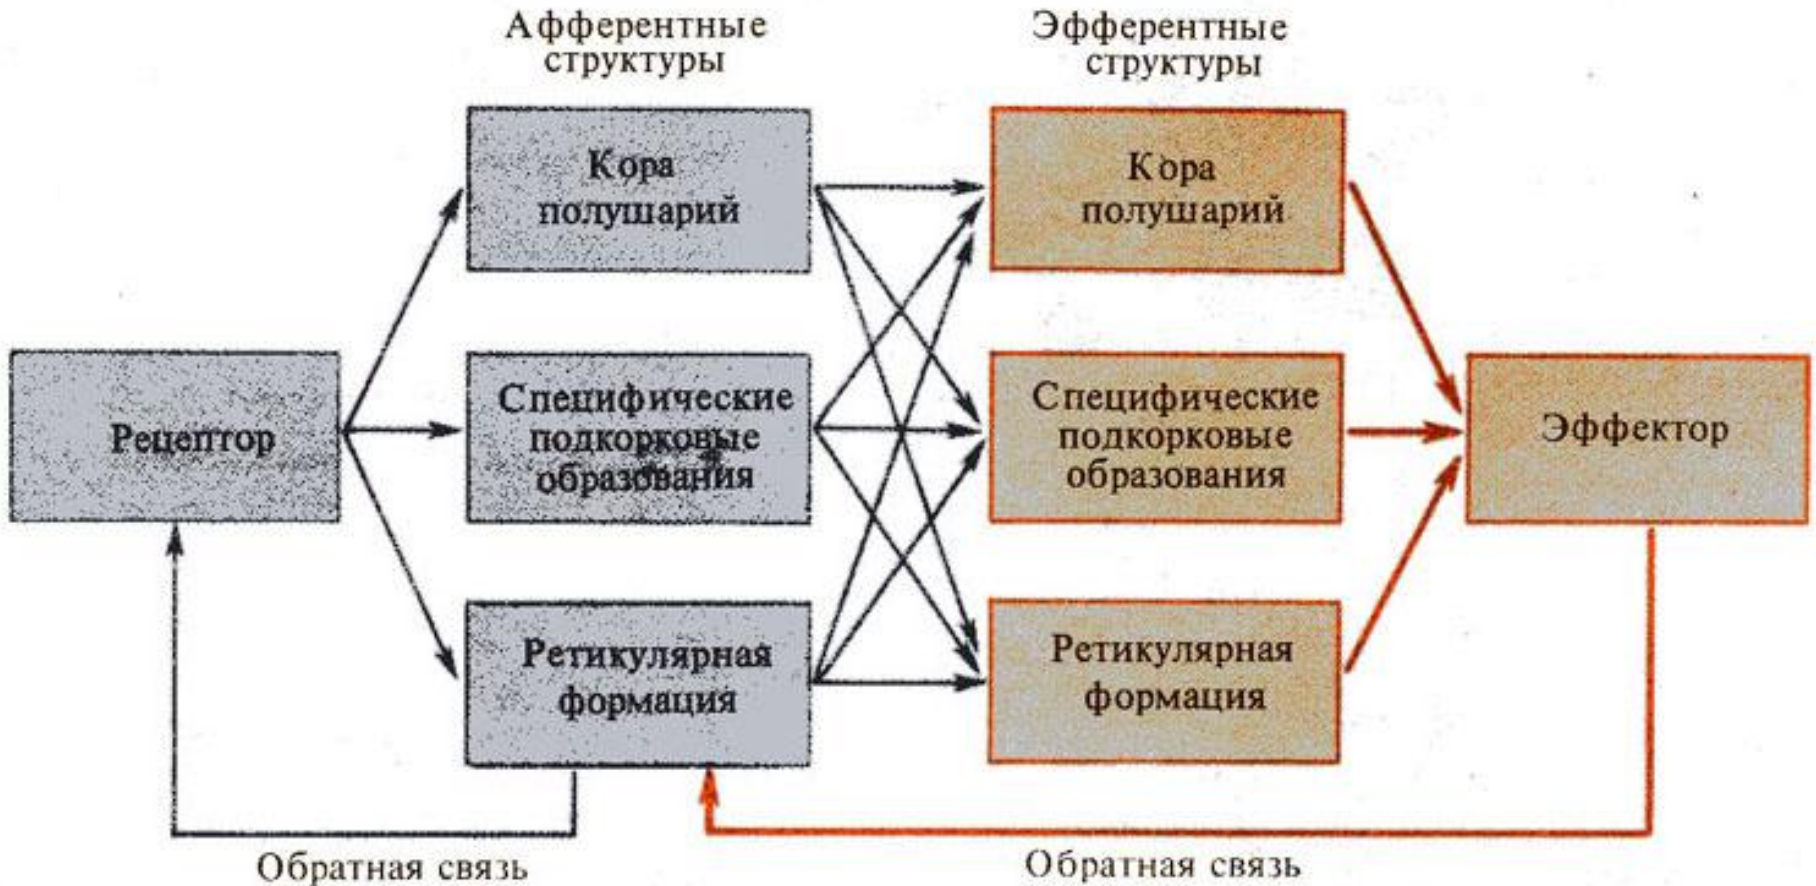 Афферентные
структуры
Эфферентные
структуры
Кора
полушарий
Кора
полушарий
Рецептор
Специфические
подкорковые
образования
Специфические
подкорковые
образования
Эффектор
Ретикулярная
формация
Ретикулярная
формация
Обратная связь
Обратная связь